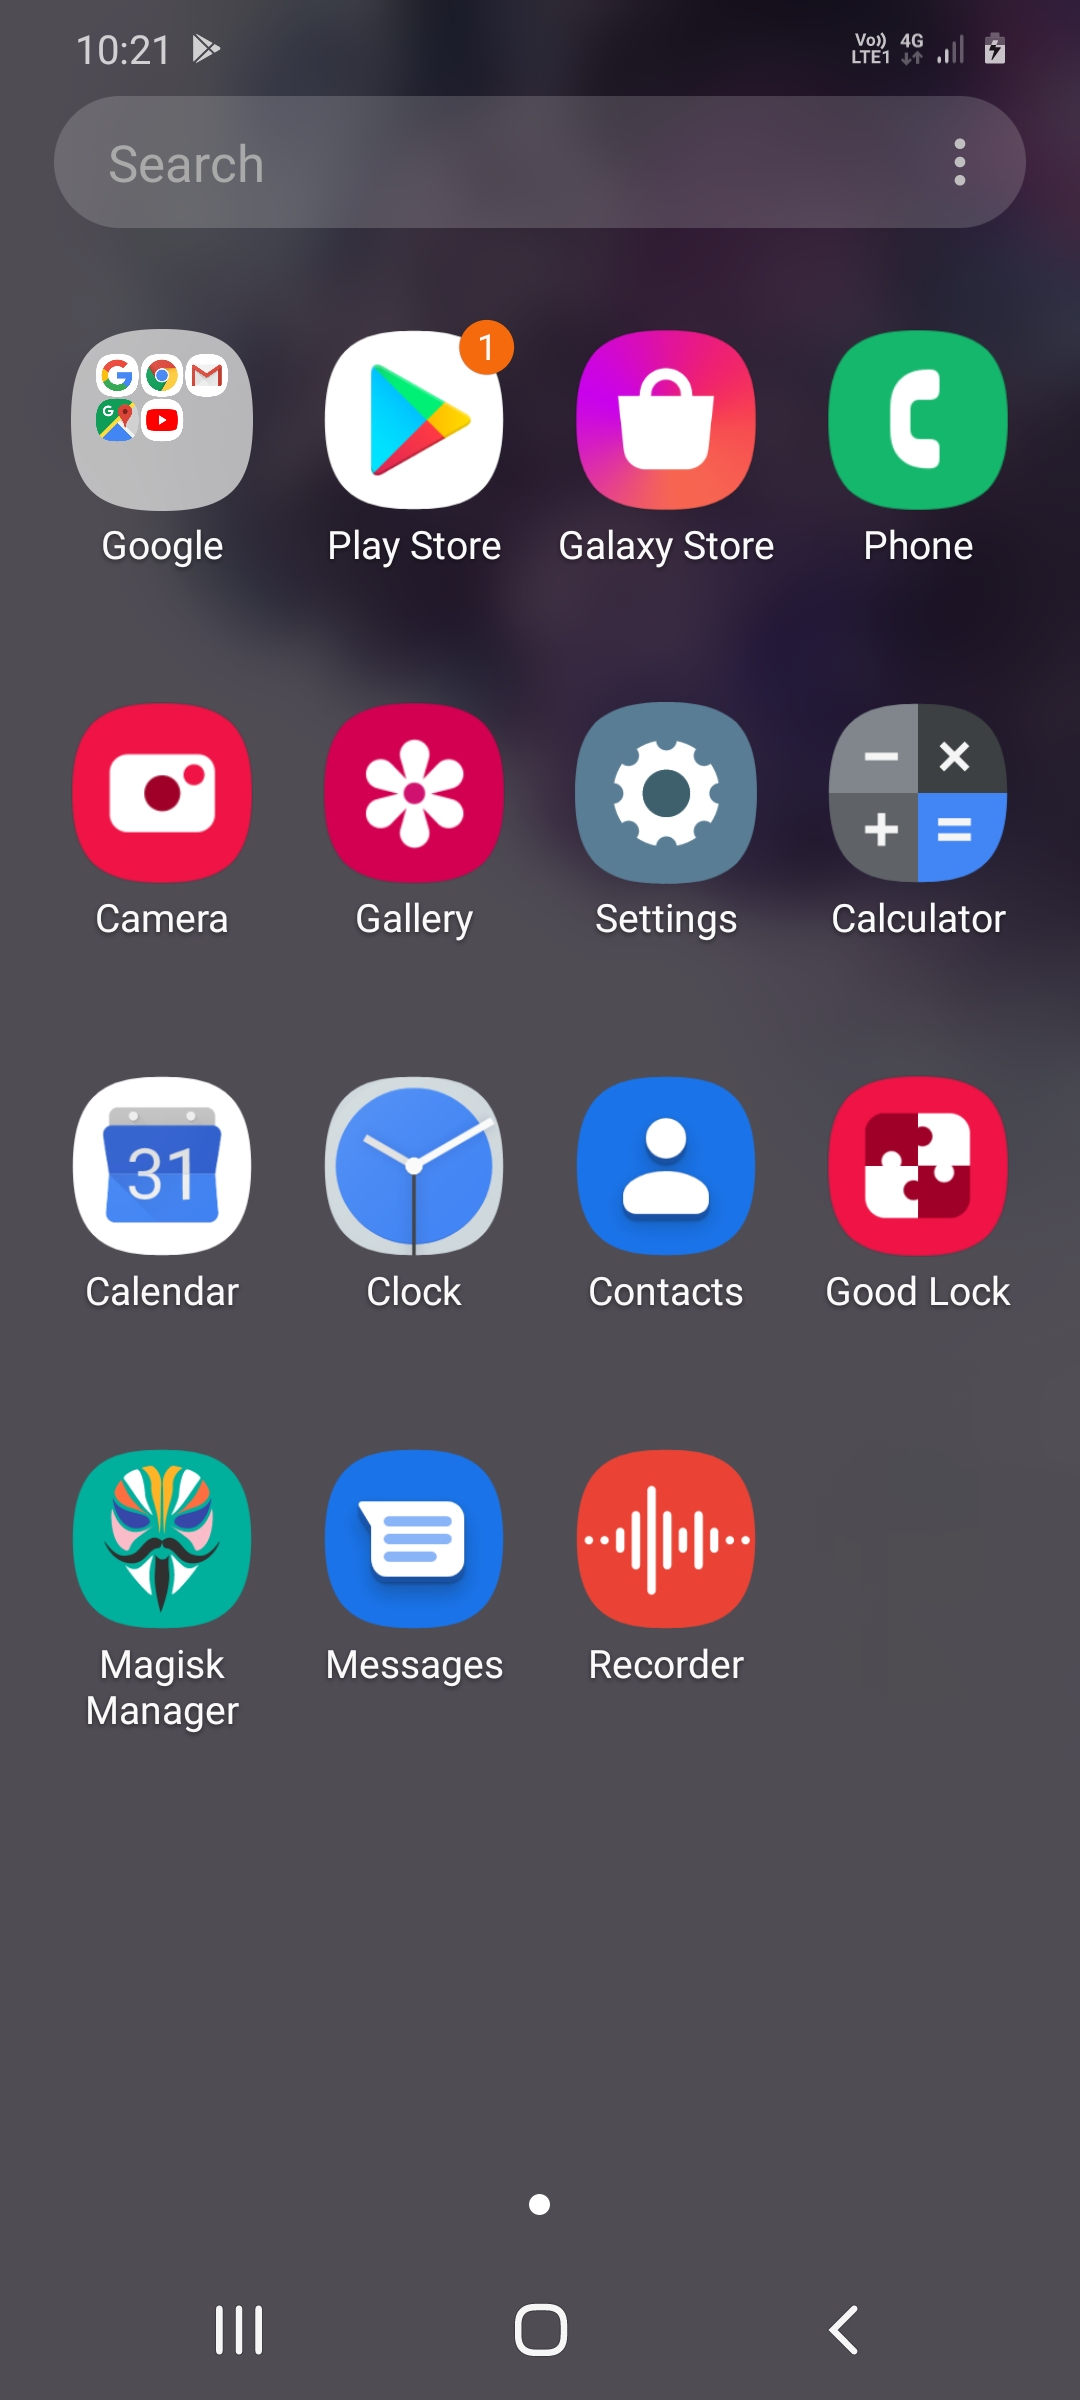 10:21
Vo)) 4G
LTE1
Search
1
Google Play Store Galaxy Store Phone
Camera Gallery Settings Calculator
31
Calendar Clock Contacts Good Lock
Magisk Messages Recorder
Manager